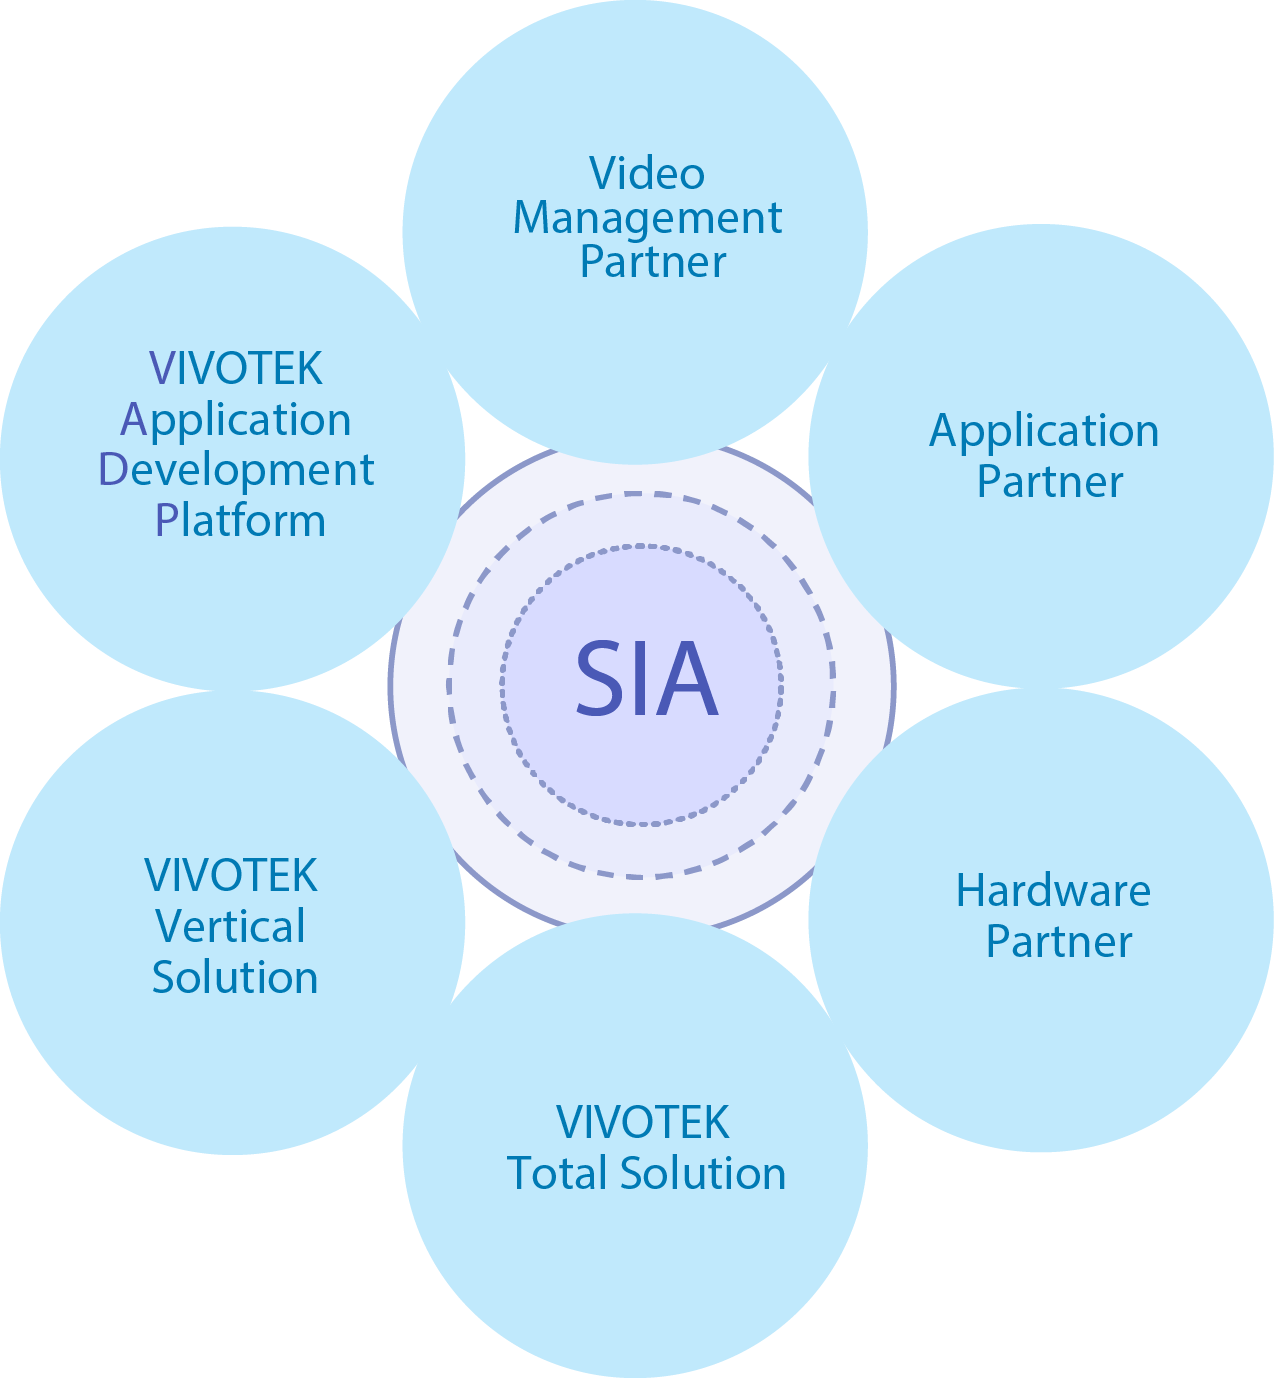 Video
Management
Partner
VIVOTEK
Application
Development
Platform
Application
Partner
SIA
VIVOTEK
Vertical
Solution
Hardware
Partner
VIVOTEK
Total Solution